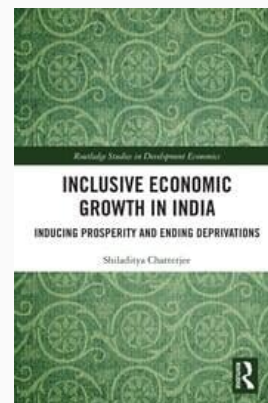 Routledge Studies in Development Economics
INCLUSIVE ECONOMIC
GROWTH IN INDIA
INDUCING PROSPERITY AND ENDING DEPRIVATIONS
Shiladitya Chatterjee
R